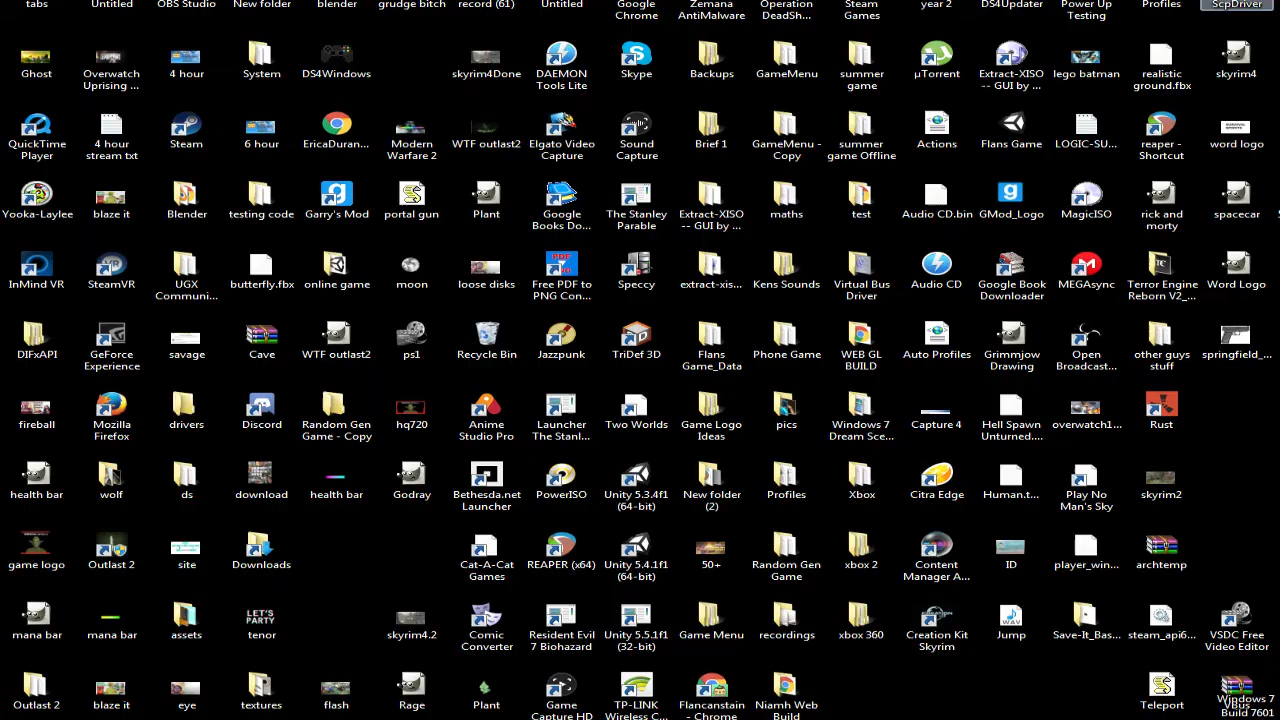 tabs
Untitled
OBS Studio
New folder
blender
grudge bitch
record (61)
Untitled
Google
Chrome
Zemana
AntiMalware
Operation
DeadSh...
Steam
Games
year 2
DS4Updater
Power Up
Testing
Profiles
ScpDriver
Ghost
Overwatch
Uprising ...
4 hour
System
DS4Windows
skyrim4Done
DAEMON
Tools Lite
Skype
Backups
GameMenu
summer
game
µTorrent
Extract-XISO
-- GUI by ...
lego batman
realistic
ground.fbx
skyrim4
QuickTime
Player
4 hour
stream txt
Steam
6 hour
EricaDuran...
Modern
Warfare 2
WTF outlast2
Elgato Video
Capture
Sound
Capture
Brief 1
GameMenu -
Copy
summer
game Offline
Actions
Flans Game
LOGIC-SU...
reaper -
Shortcut
word logo
Yooka-Laylee
blaze it
Blender
testing code
Garry's Mod
portal gun
Plant
Google
Books Do...
The Stanley
Parable
Extract-XISO
-- GUI by ...
maths
test
Audio CD.bin
GMod_Logo
MagicISO
rick and
morty
spacecar
InMind VR
SteamVR
UGX
Communi...
butterfly.fbx
online game
moon
loose disks
Free PDF to
PNG Con...
Speccy
extract-xis...
Kens Sounds
Virtual Bus
Driver
Audio CD
Google Book
Downloader
MEGAsync
Terror Engine
Reborn V2_...
Word Logo
DIFxAPI
GeForce
Experience
savage
Cave
WTF outlast2
ps1
Recycle Bin
Jazzpunk
TriDef 3D
Flans
Game_Data
Phone Game
WEB GL
BUILD
Auto Profiles
Grimmjow
Drawing
Open
Broadcast...
other guys
stuff
springfield_...
fireball
Mozilla
Firefox
drivers
Discord
Random Gen
Game - Copy
hq720
Anime
Studio Pro
Launcher
The Stanl...
Two Worlds
Game Logo
Ideas
pics
Windows 7
Dream Sce...
Capture 4
Hell Spawn
Unturned....
overwatch1...
Rust
health bar
wolf
ds
download
health bar
Godray
Bethesda.net
Launcher
PowerISO
Unity 5.3.4f1
(64-bit)
New folder
(2)
Profiles
Xbox
Citra Edge
Human.t...
Play No
Man's Sky
skyrim2
game logo
Outlast 2
site
Downloads
Cat-A-Cat
Games
REAPER (x64)
Unity 5.4.1f1
(64-bit)
50+
Random Gen
Game
xbox 2
Content
Manager A...
ID
player_win...
archtemp
mana bar
mana bar
assets
LET'S
PARTY
tenor
skyrim4.2
Comic
Converter
Resident Evil
7 Biohazard
Unity 5.5.1f1
(32-bit)
Game Menu
recordings
xbox 360
Creation Kit
Skyrim
Jump
Save-It_Bas...
steam_api6...
VSDC Free
Video Editor
Outlast 2
blaze it
eye
textures
flash
Rage
Plant
Game
Capture HD
TP-LINK
Wireless C...
Flancanstain
- Chrome
Niamh Web
Build
Teleport
VBus
Windows 7
Build 7601